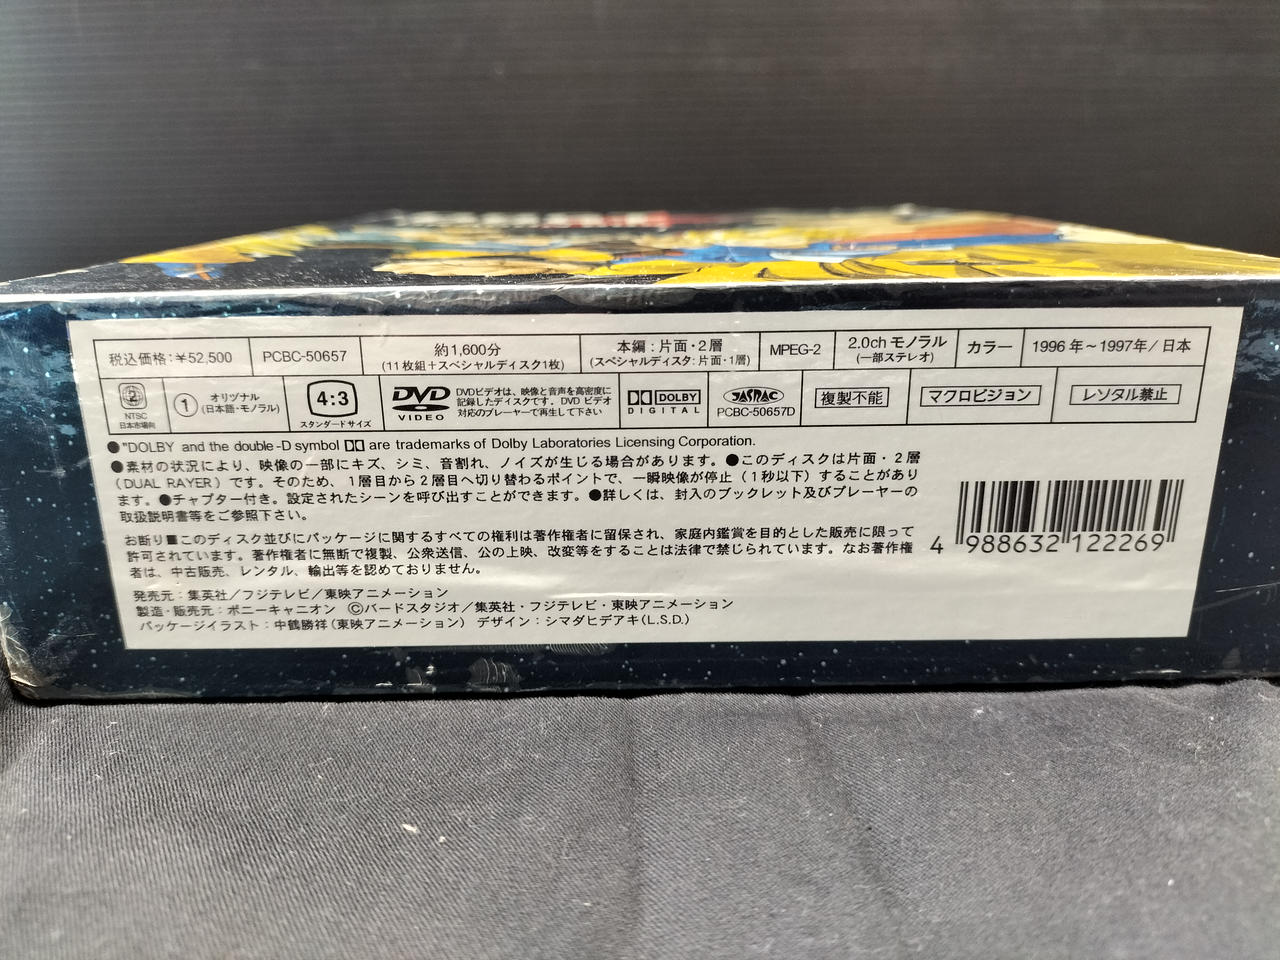 税込価格:¥52,500
PCBC-50657
約1,600分
(11枚組+スペシャルディスク1枚)
本編:片面・2層
(スペシャルディスタ:片面・1層)
MPEG-2
2.0ch モノラル
(一部ステレオ)
カラー
1996年～1997年/日本
2
NTSC
日本市場向
1
オリジナル
(日本語・モノラル)
4:3
スタンダードサイズ
DVD
VIDEO
DVDビデオは、映像と音声を高密度に
記録したディスクです。DVDビデオ
対応のプレーヤーで再生して下さい
DOLBY
DIGITAL
JASRAC
PCBC-50657D
複製不能
マクロビジョン
レンタル禁止
●"DOLBY and the double-D symbol are trademarks of Dolby Laboratories Licensing Corporation.
●素材の状況により、映像の一部にキズ、シミ、音割れ、ノイズが生じる場合があります。●このディスクは片面・2層
(DUAL RAYER)です。そのため、1層目から2層目へ切り替わるポイントで、一瞬映像が停止(1秒以下)することがあり
ます。●チャプター付き。設定されたシーンを呼び出すことができます。●詳しくは、封入のブックレット及びプレーヤーの
取扱説明書等をご参照下さい。
お断り■このディスク並びにパッケージに関するすべての権利は著作権者に留保され、家庭内鑑賞を目的とした販売に限って
許可されています。著作権者に無断で複製、公衆送信、公の上映、改変等をすることは法律で禁じられています。なお著作権
者は、中古販売、レンタル、輸出等を認めておりません。
発売元:集英社/フジテレビ/東映アニメーション
製造・販売元:ポニーキャニオン ©バードスタジオ/集英社・フジテレビ・東映アニメーション
パッケージイラスト:中鶴勝祥(東映アニメーション) デザイン:シマダヒデアキ(L.S.D.)
4 988632 122269